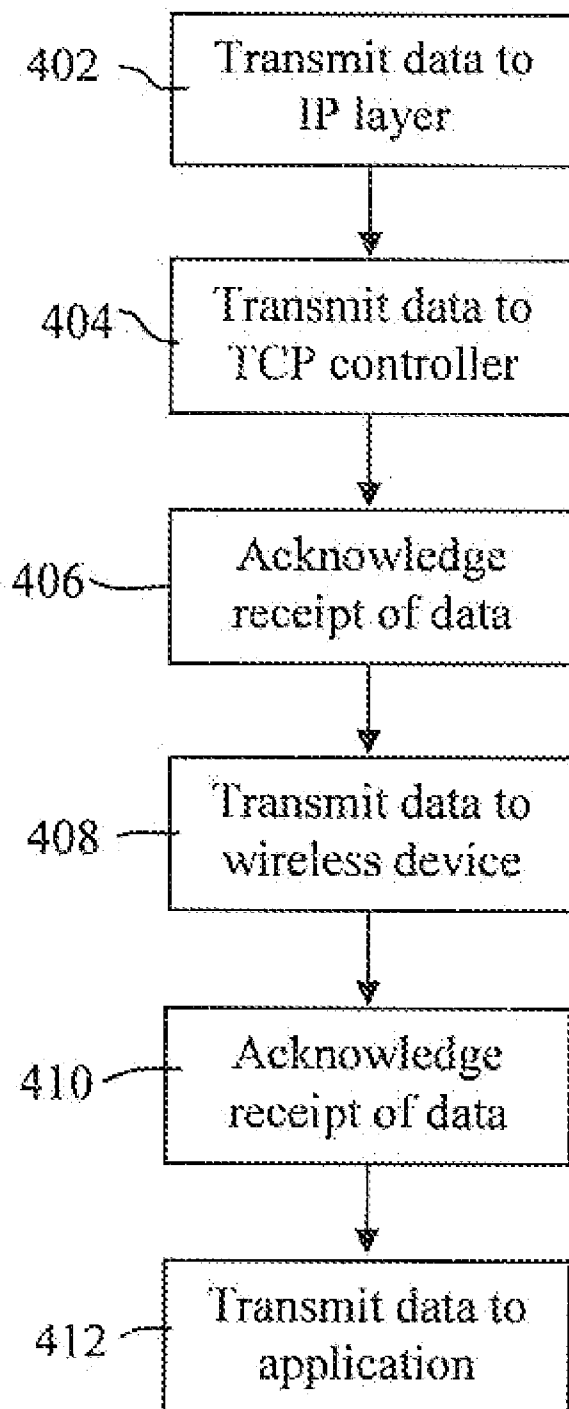 402
Transmit data to
IP layer
404
Transmit data to
TCP controller
406
Acknowledge
receipt of data
408
Transmit data to
wireless device
410
Acknowledge
receipt of data
412
Transmit data to
application